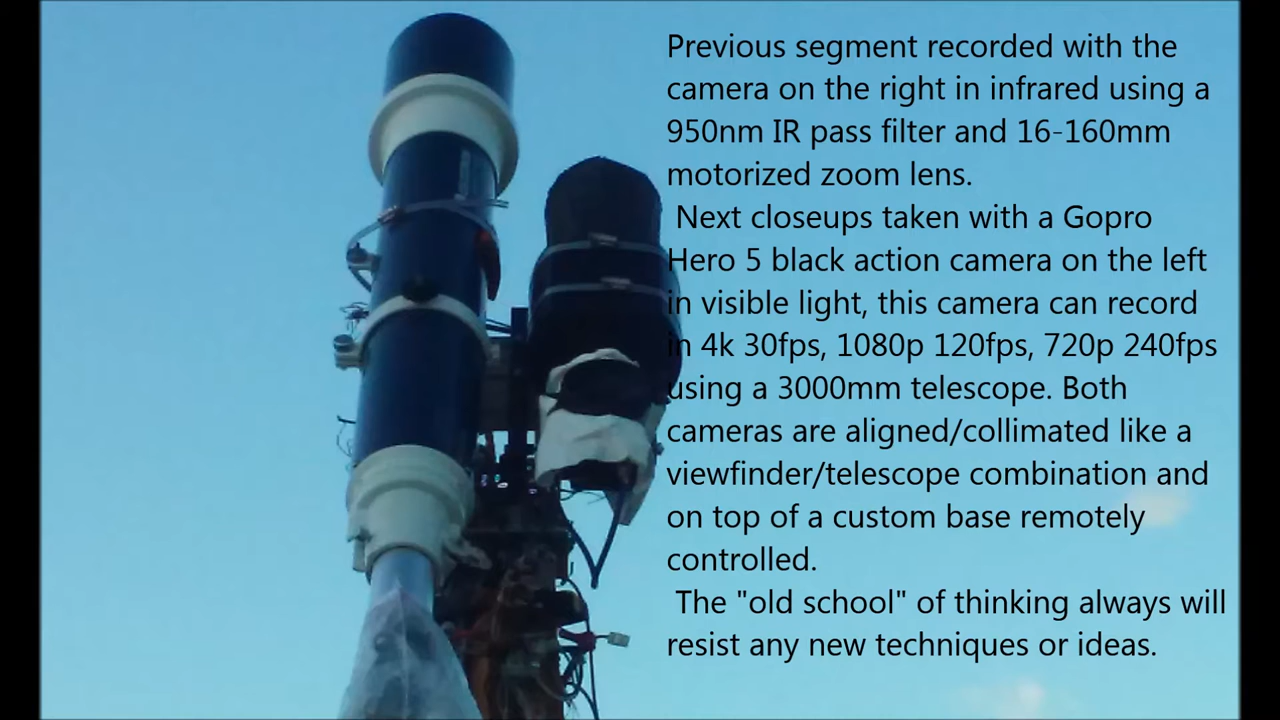 Previous segment recorded with the
camera on the right in infrared using a
950nm IR pass filter and 16-160mm
motorized zoom lens.
Next closeups taken with a Gopro
Hero 5 black action camera on the left
in visible light, this camera can record
in 4k 30fps, 1080p 120fps, 720p 240fps
using a 3000mm telescope. Both
cameras are aligned/collimated like a
viewfinder/telescope combination and
on top of a custom base remotely
controlled.
The "old school" of thinking always will
resist any new techniques or ideas.